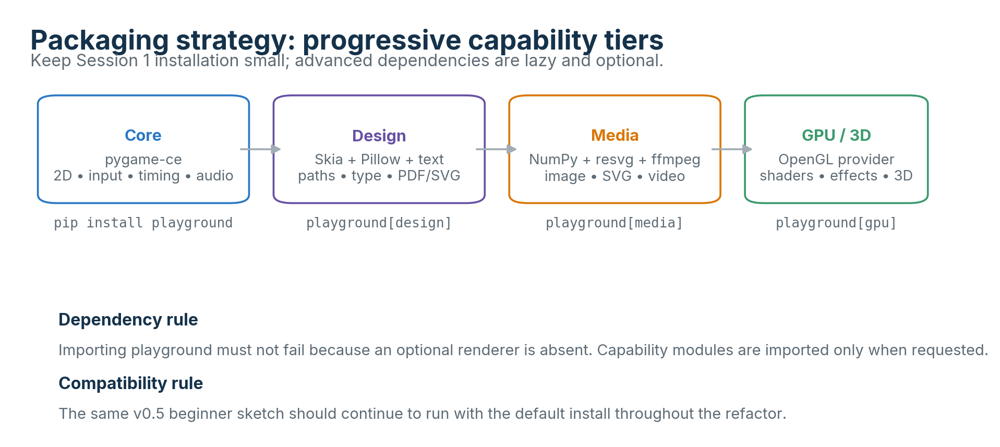 Packaging strategy: progressive capability tiers
Keep Session 1 installation small; advanced dependencies are lazy and optional.
Core
pygame-ce
2D • input • timing • audio
pip install playground
Design
Skia + Pillow + text
paths • type • PDF/SVG
playground[design]
Media
NumPy + resvg + ffmpeg
image • SVG • video
playground[media]
GPU / 3D
OpenGL provider
shaders • effects • 3D
playground[gpu]
Dependency rule
Importing playground must not fail because an optional renderer is absent. Capability modules are imported only when requested.
Compatibility rule
The same v0.5 beginner sketch should continue to run with the default install throughout the refactor.